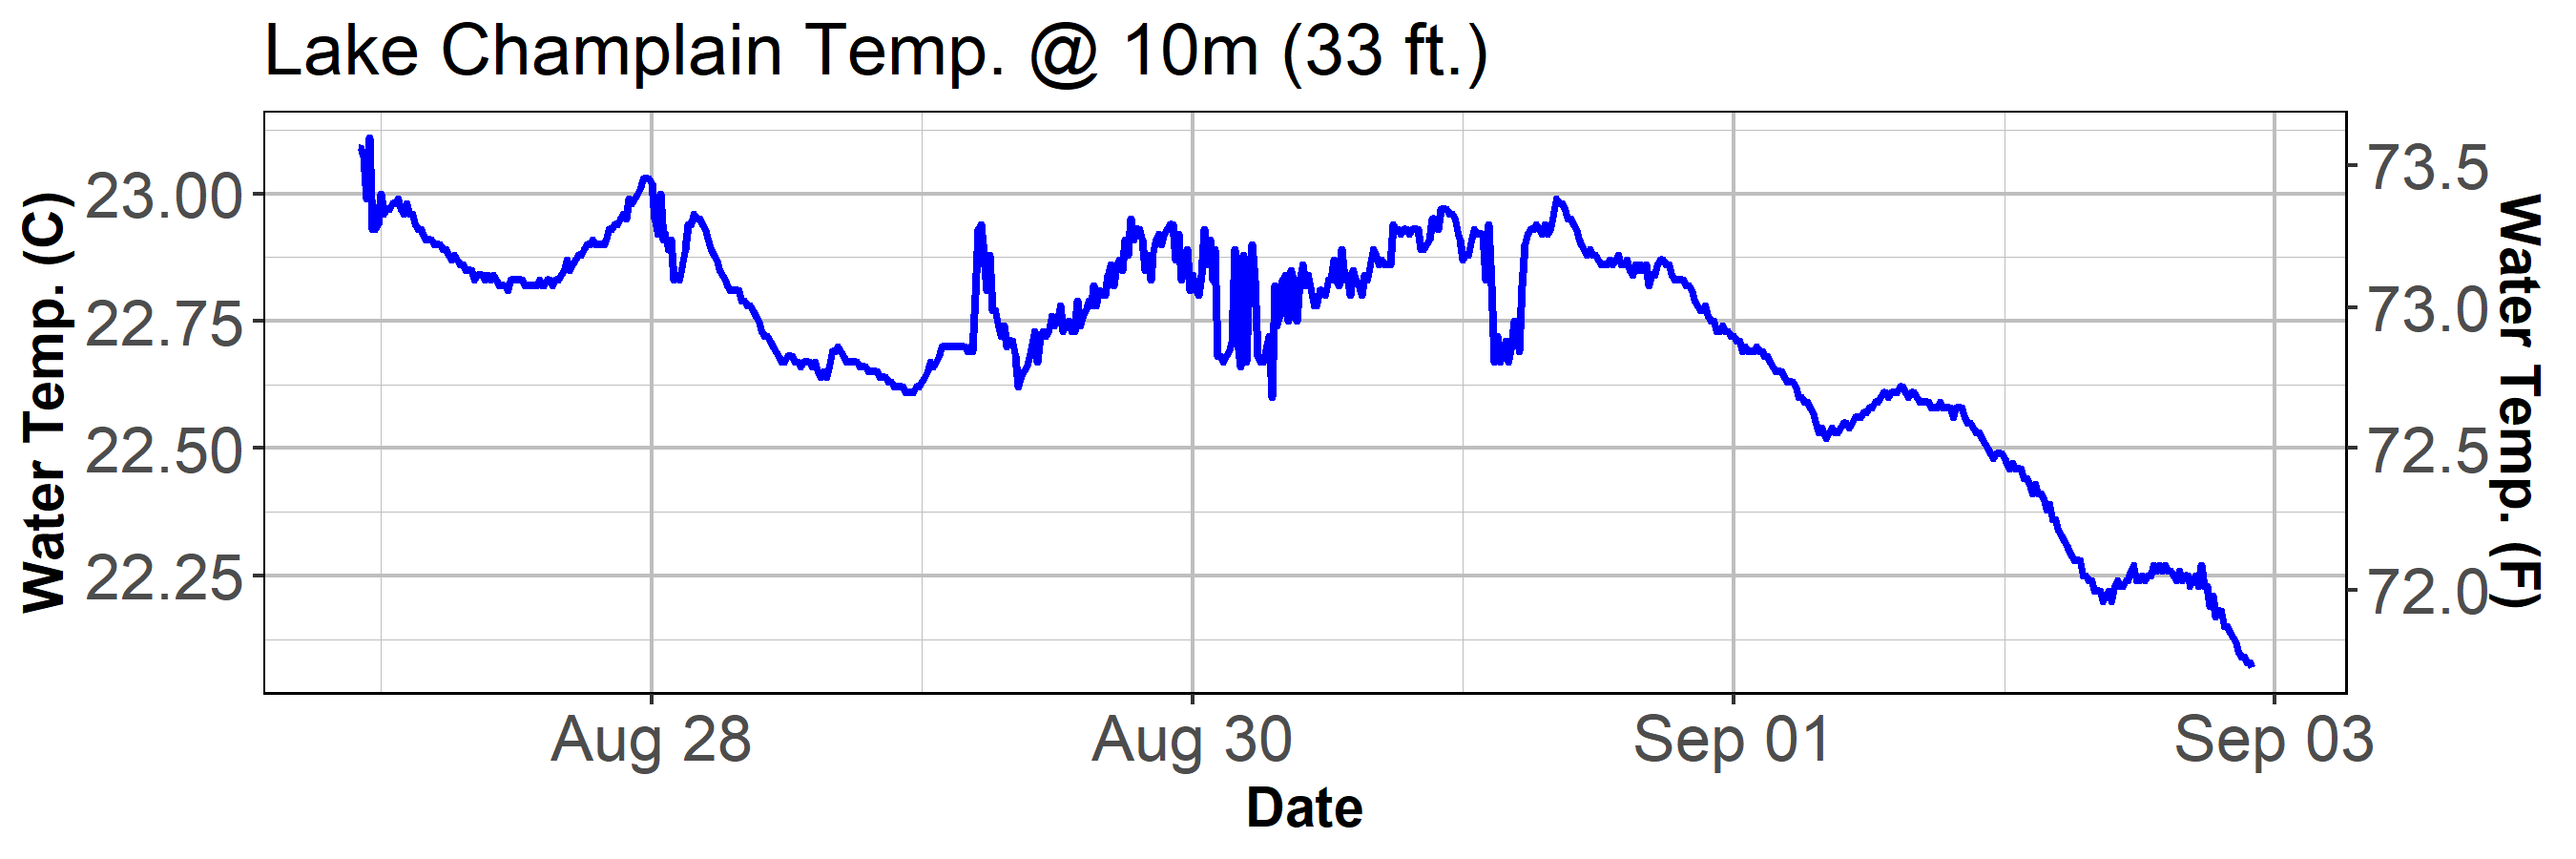 Lake Champlain Temp. @ 10m (33 ft.)
Water Temp. (C)
23.00
22.75
22.50
22.25
73.5
73.0
72.5
72.0
Water Temp. (F)
Aug 28
Aug 30
Sep 01
Sep 03
Date